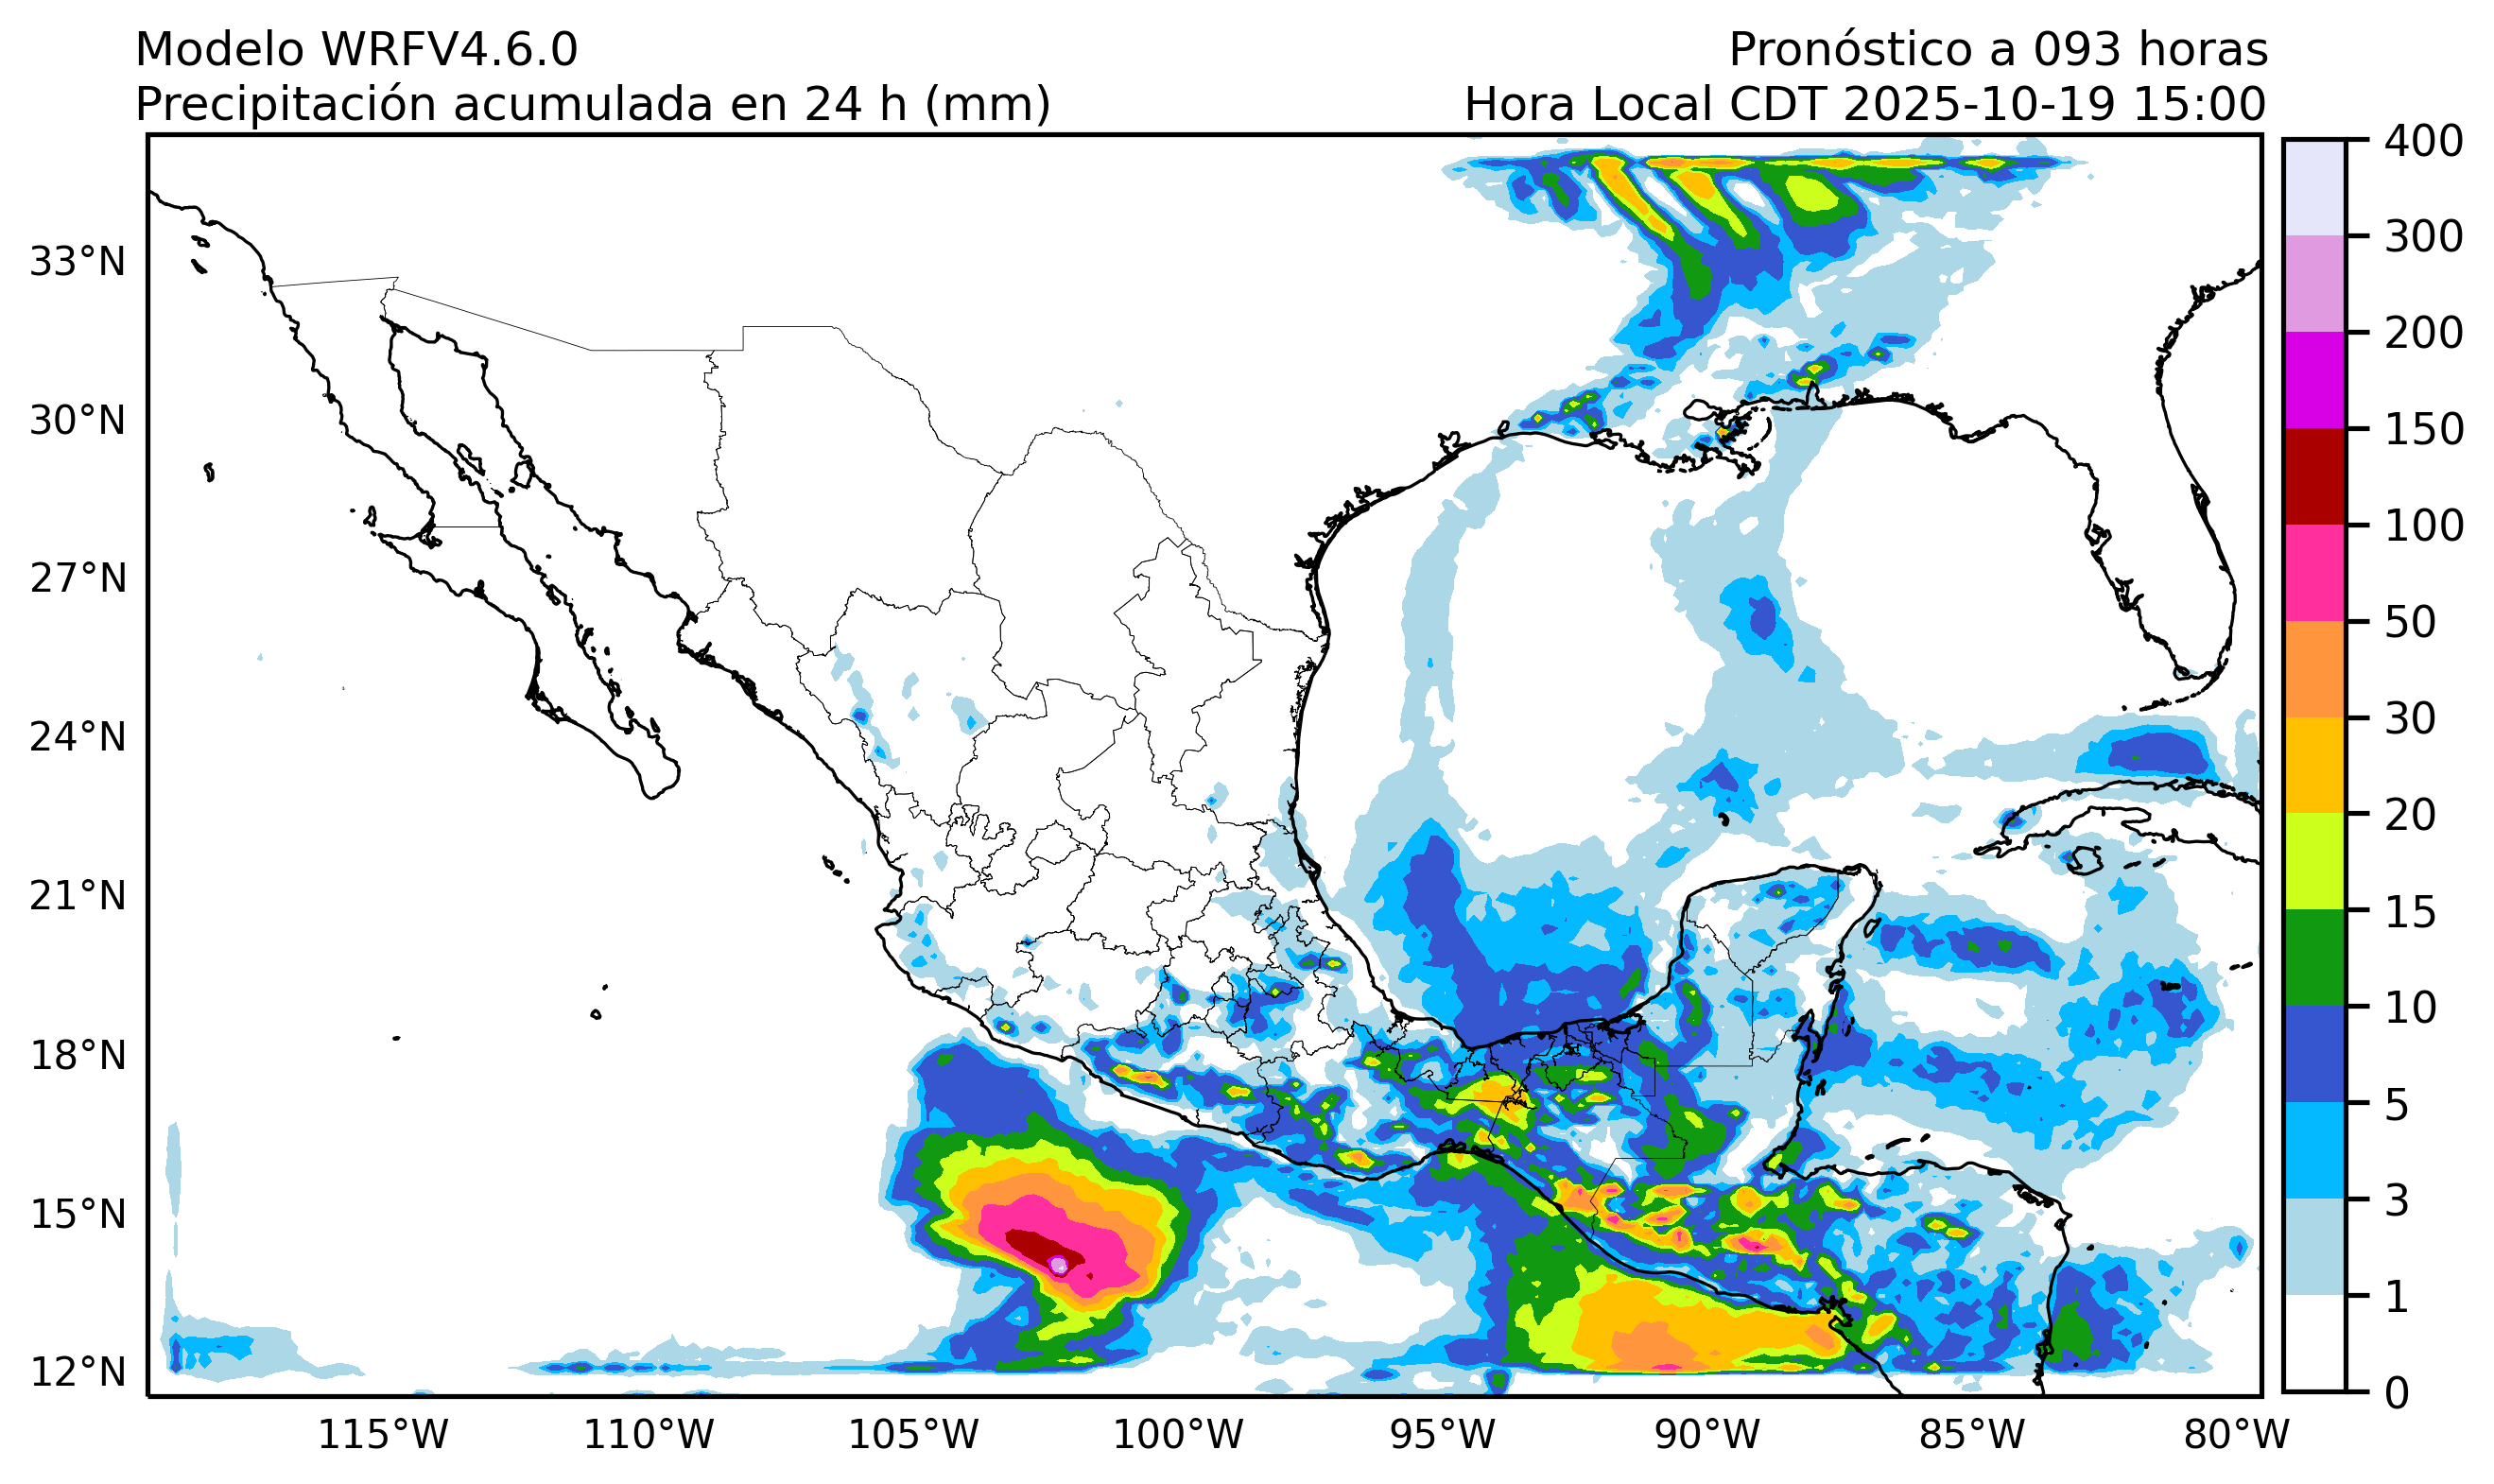 Modelo WRFV4.6.0
Pronóstico a 093 horas
Precipitación acumulada en 24 h (mm)
Hora Local CDT 2025-10-19 15:00
33°N
30°N
27°N
24°N
21°N
18°N
15°N
12°N
115°W
110°W
105°W
100°W
95°W
90°W
85°W
80°W
400
300
200
150
100
50
30
20
15
10
5
3
1
0